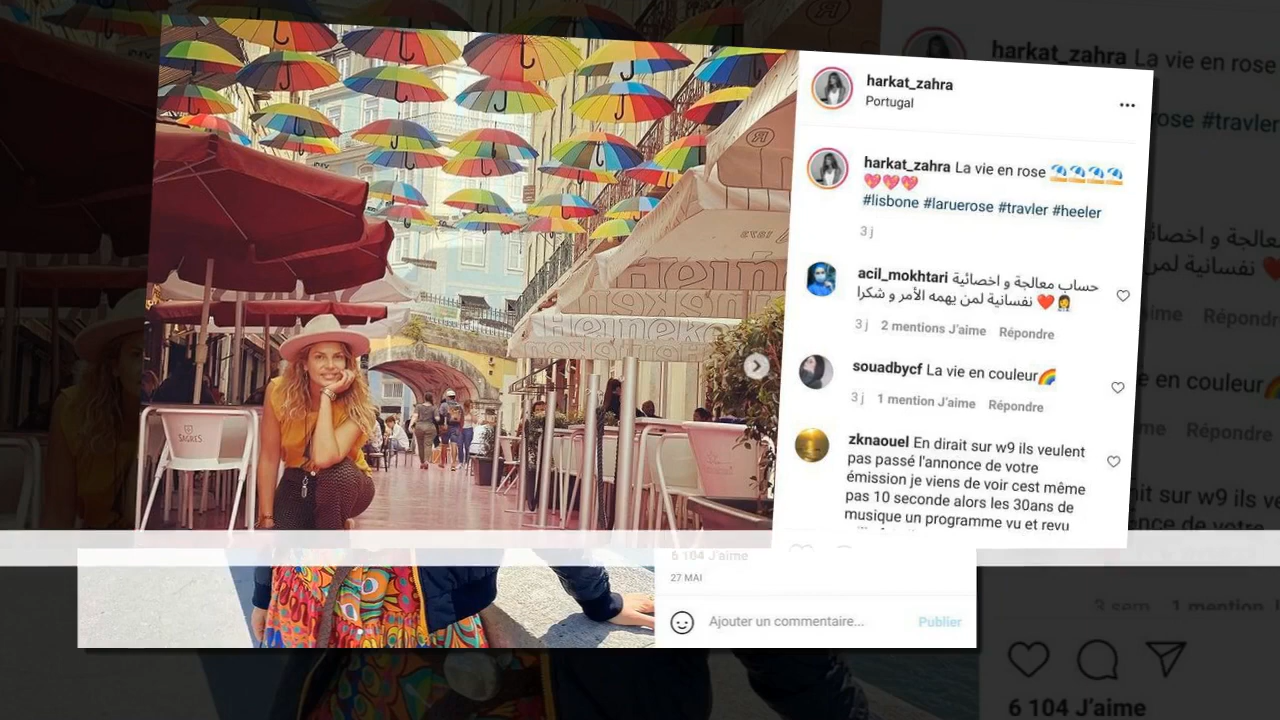 harkat_zahra
Portugal
harkat_zahra La vie en rose ⛱️⛱️⛱️⛱️
💖💖💖
#lisbone #laruerose #travler #heeler
3 j
acil_mokhtari حساب معالجة و اخصائية
نفسانية لمن يهمه الأمر و شكرا ❤️👩‍⚕️
3 j 2 mentions J'aime Répondre
souadbycf La vie en couleur🌈
3 j 1 mention J'aime Répondre
zknaouel En dirait sur w9 ils veulent
pas passé l'annonce de votre
émission je viens de voir cest même
pas 10 seconde alors les 30ans de
musique un programme vu et revu
6 104 J'aime
27 MAI
Ajouter un commentaire... Publier
SAGRES
Heineken
harkat_zahra La vie en rose
3 sem 1 mention
6 104 J'aime